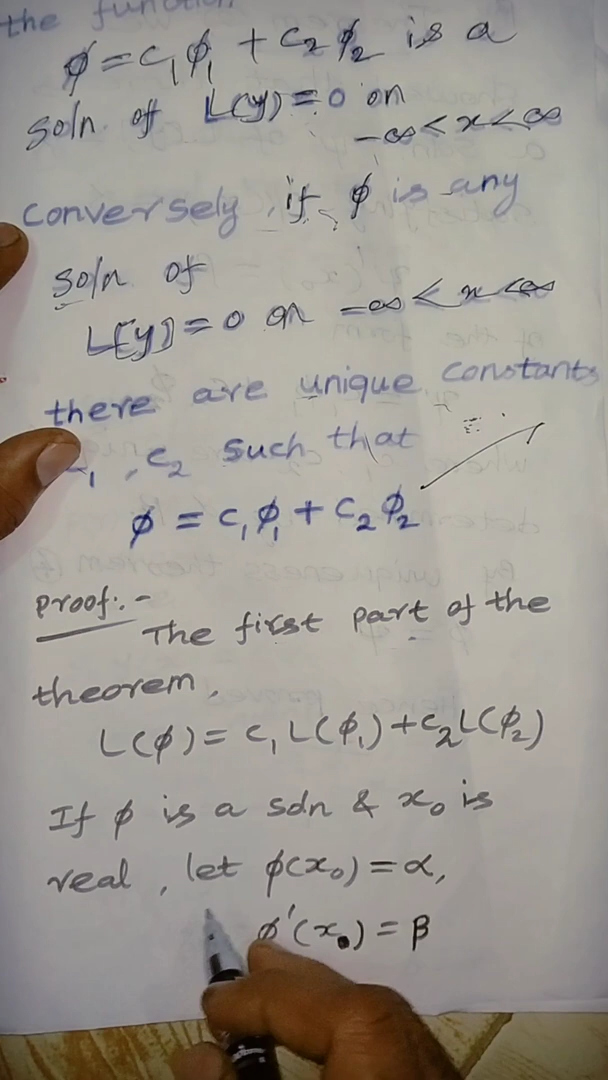 the function
ϕ = c₁ϕ₁ + c₂ϕ₂ is a
soln of L(y) = 0 on
-∞ < x < ∞
conversely, if ϕ is any
soln of
L(y) = 0 on -∞ < x < ∞
there are unique constants
c₁, c₂ such that
ϕ = c₁ϕ₁ + c₂ϕ₂
Proof:-
The first part of the
theorem,
L(ϕ) = c₁L(ϕ₁) + c₂L(ϕ₂)
If ϕ is a soln & x₀ is
real, let ϕ(x₀) = α,
ϕ'(x₀) = β